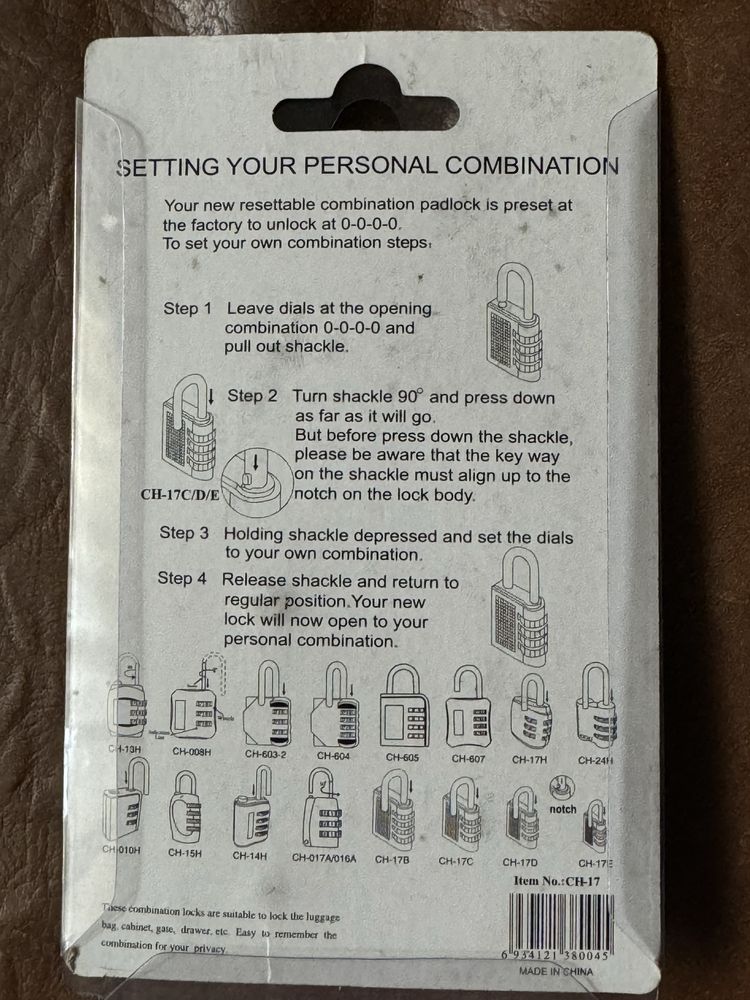 SETTING YOUR PERSONAL COMBINATION
Your new resettable combination padlock is preset at
the factory to unlock at 0-0-0-0.
To set your own combination steps:
Step 1 Leave dials at the opening
combination 0-0-0-0 and
pull out shackle.
Step 2 Turn shackle 90° and press down
as far as it will go.
But before press down the shackle,
please be aware that the key way
on the shackle must align up to the
notch on the lock body.
CH-17C/D/E
Step 3 Holding shackle depressed and set the dials
to your own combination.
Step 4 Release shackle and return to
regular position.Your new
lock will now open to your
personal combination.
CH-13H CH-008H CH-603-2 CH-604 CH-605 CH-607 CH-17H CH-24H
notch
CH-010H CH-15H CH-14H CH-017A/016A CH-17B CH-17C CH-17D CH-17E
Item No.:CH-17
These combination locks are suitable to lock the luggage
bag, cabinet, gase, drawer, etc. Easy to remember the
combination for your privacy.
6 934121 380045
MADE IN CHINA